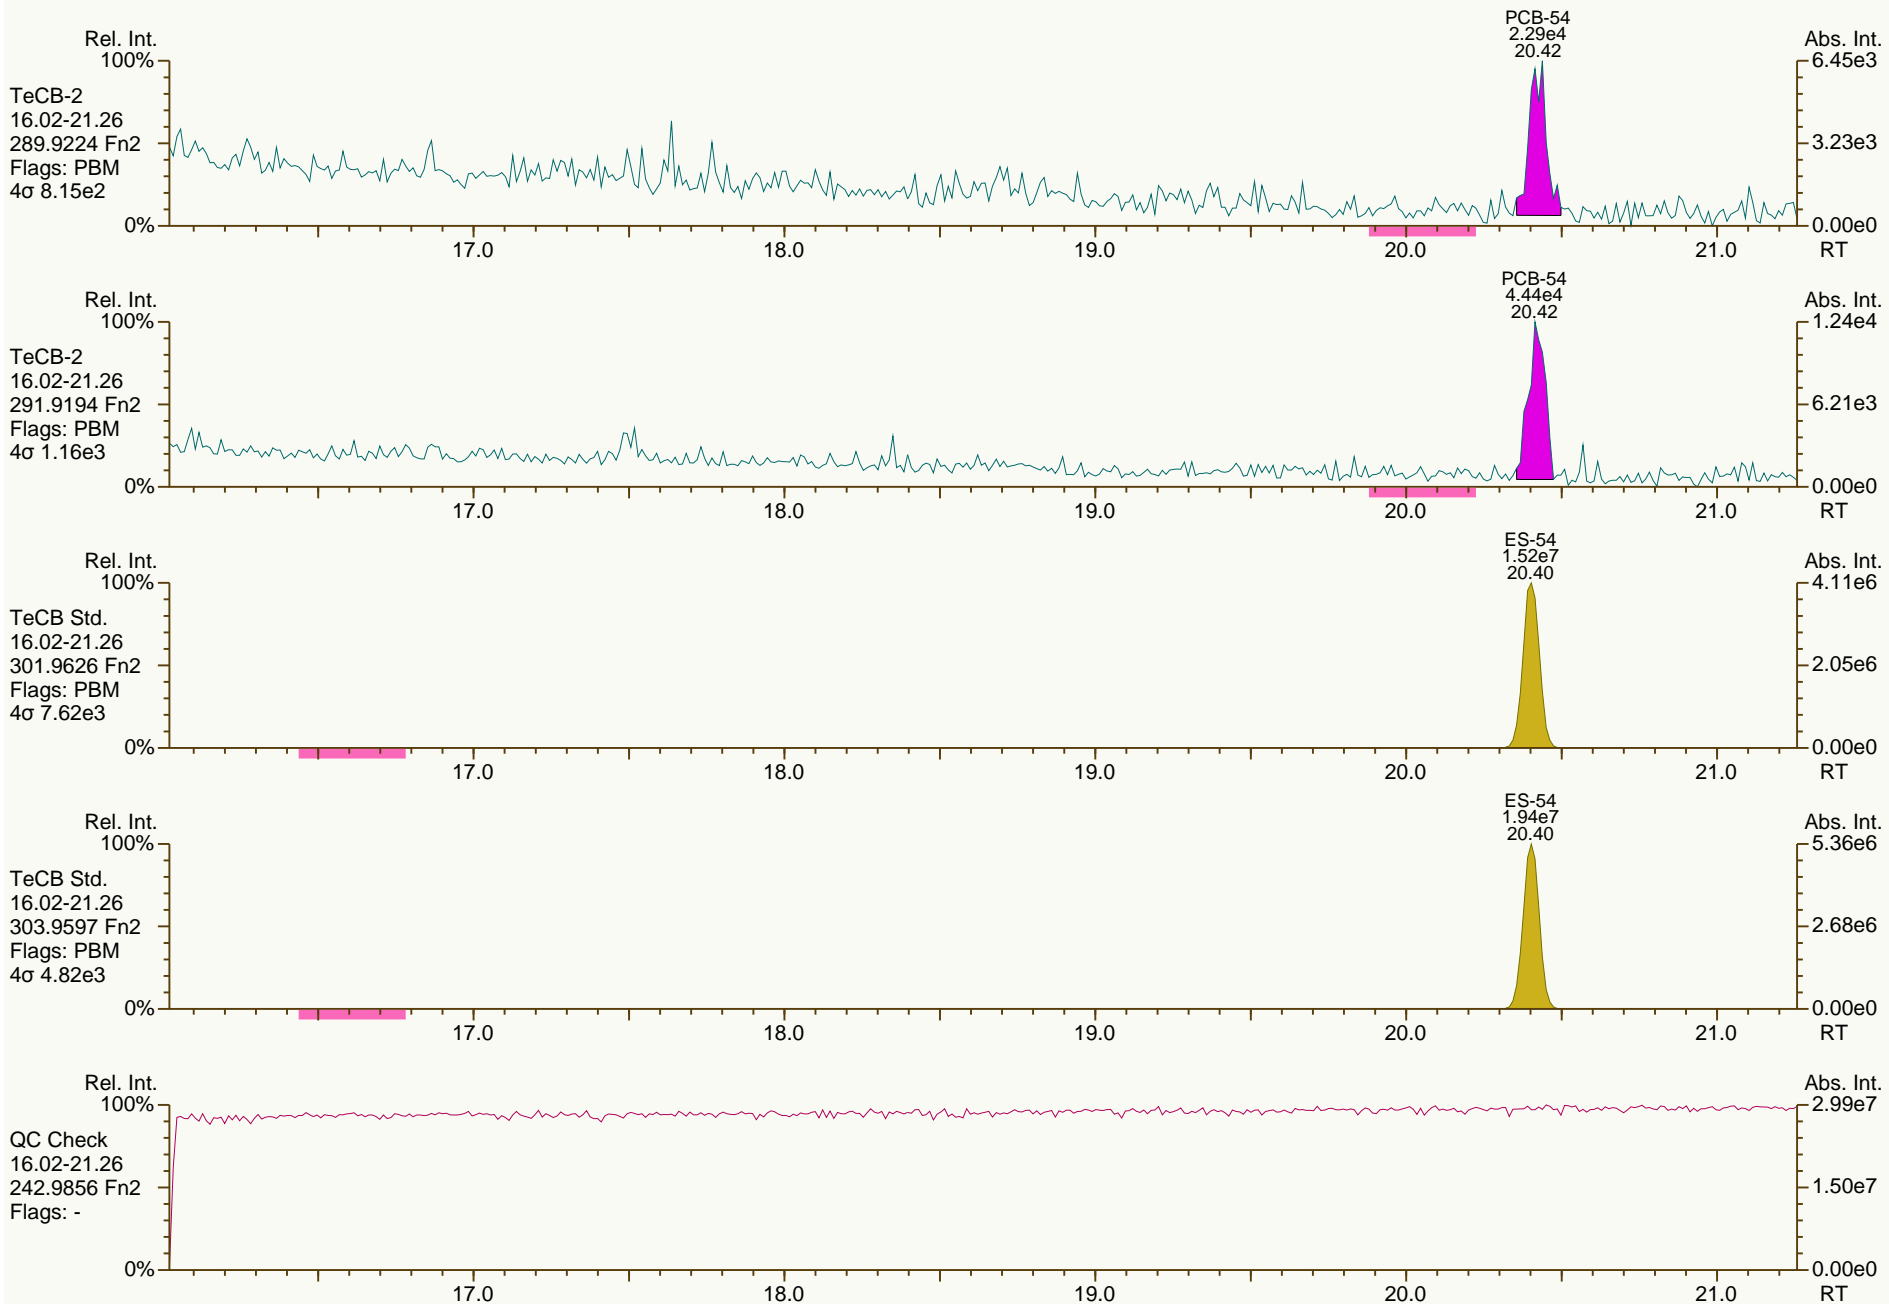 PCB-54
2.29e4
20.42
Rel. Int.
Abs. Int.
100%
6.45e3
TeCB-2
16.02-21.26
289.9224 Fn2
Flags: PBM
4σ 8.15e2
3.23e3
0%
0.00e0
17.0 18.0 19.0 20.0 21.0 RT
PCB-54
4.44e4
20.42
Rel. Int.
Abs. Int.
100%
1.24e4
TeCB-2
16.02-21.26
291.9194 Fn2
Flags: PBM
4σ 1.16e3
6.21e3
0%
0.00e0
17.0 18.0 19.0 20.0 21.0 RT
ES-54
1.52e7
20.40
Rel. Int.
Abs. Int.
100%
4.11e6
TeCB Std.
16.02-21.26
301.9626 Fn2
Flags: PBM
4σ 7.62e3
2.05e6
0%
0.00e0
17.0 18.0 19.0 20.0 21.0 RT
ES-54
1.94e7
20.40
Rel. Int.
Abs. Int.
100%
5.36e6
TeCB Std.
16.02-21.26
303.9597 Fn2
Flags: PBM
4σ 4.82e3
2.68e6
0%
0.00e0
17.0 18.0 19.0 20.0 21.0 RT
Rel. Int.
Abs. Int.
100%
2.99e7
QC Check
16.02-21.26
242.9856 Fn2
Flags: -
1.50e7
0%
0.00e0
17.0 18.0 19.0 20.0 21.0 RT